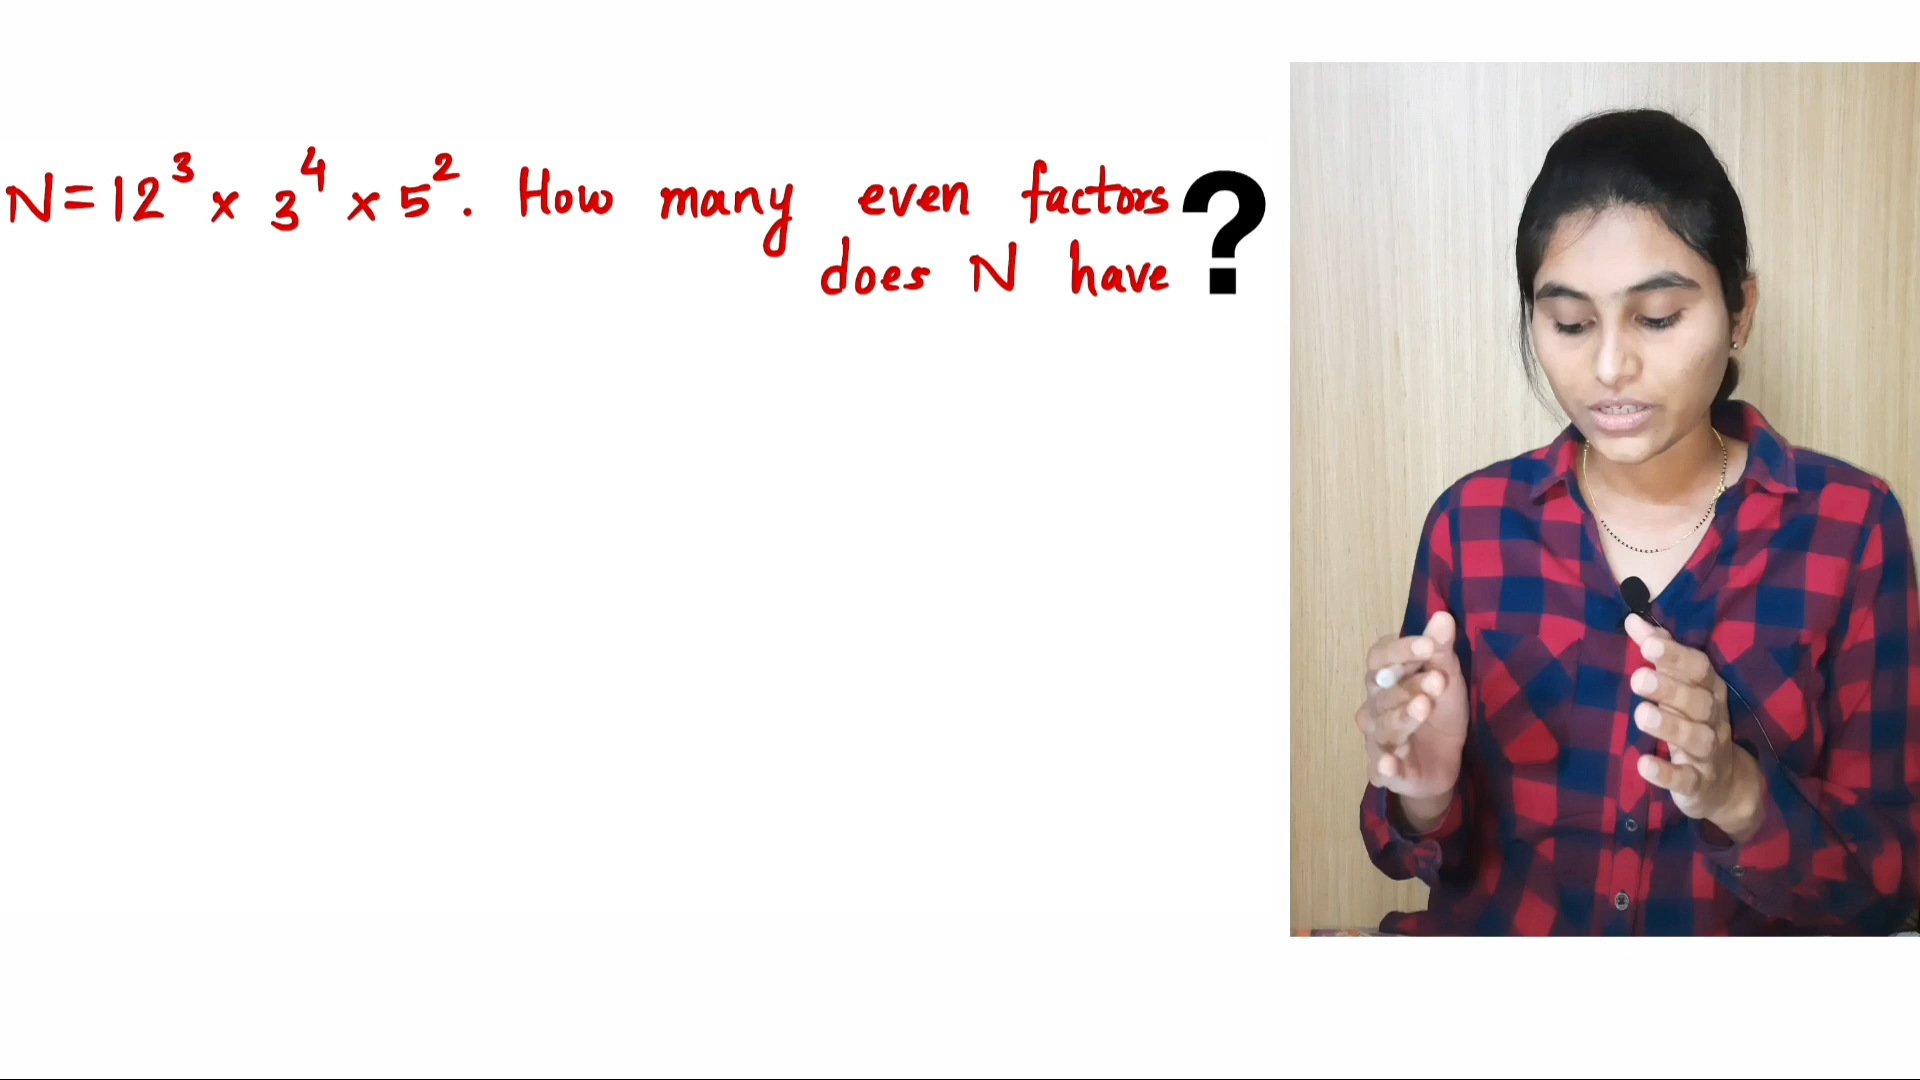 N = 12³ × 3⁴ × 5². How many even factors
does N have ?